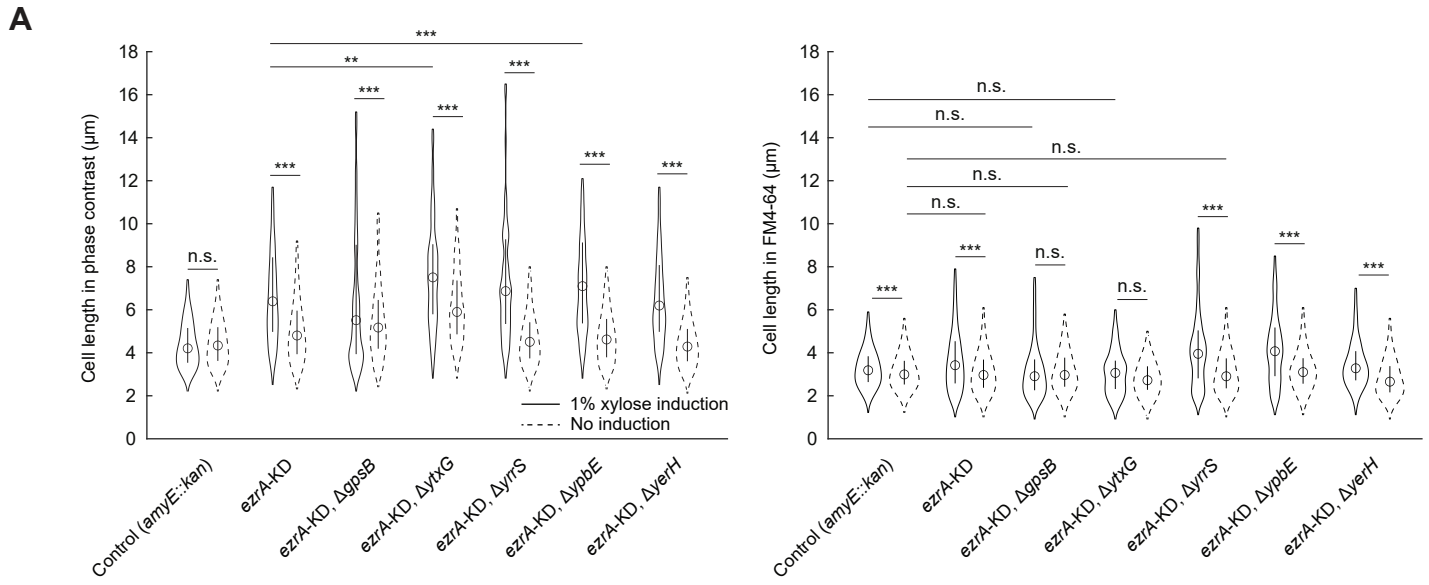 A
***
**
***
***
***
***
***
***
n.s.
Cell length in phase contrast (μm)
18
16
14
12
10
8
6
4
2
0
1% xylose induction
No induction
Control (amyE::kan)
ezrA-KD
ezrA-KD, ΔgpsB
ezrA-KD, ΔytxG
ezrA-KD, ΔyrrS
ezrA-KD, ΔypbE
ezrA-KD, ΔyerH
n.s.
n.s.
n.s.
n.s.
n.s.
***
***
n.s.
n.s.
***
***
***
Cell length in FM4-64 (μm)
18
16
14
12
10
8
6
4
2
0
Control (amyE::kan)
ezrA-KD
ezrA-KD, ΔgpsB
ezrA-KD, ΔytxG
ezrA-KD, ΔyrrS
ezrA-KD, ΔypbE
ezrA-KD, ΔyerH